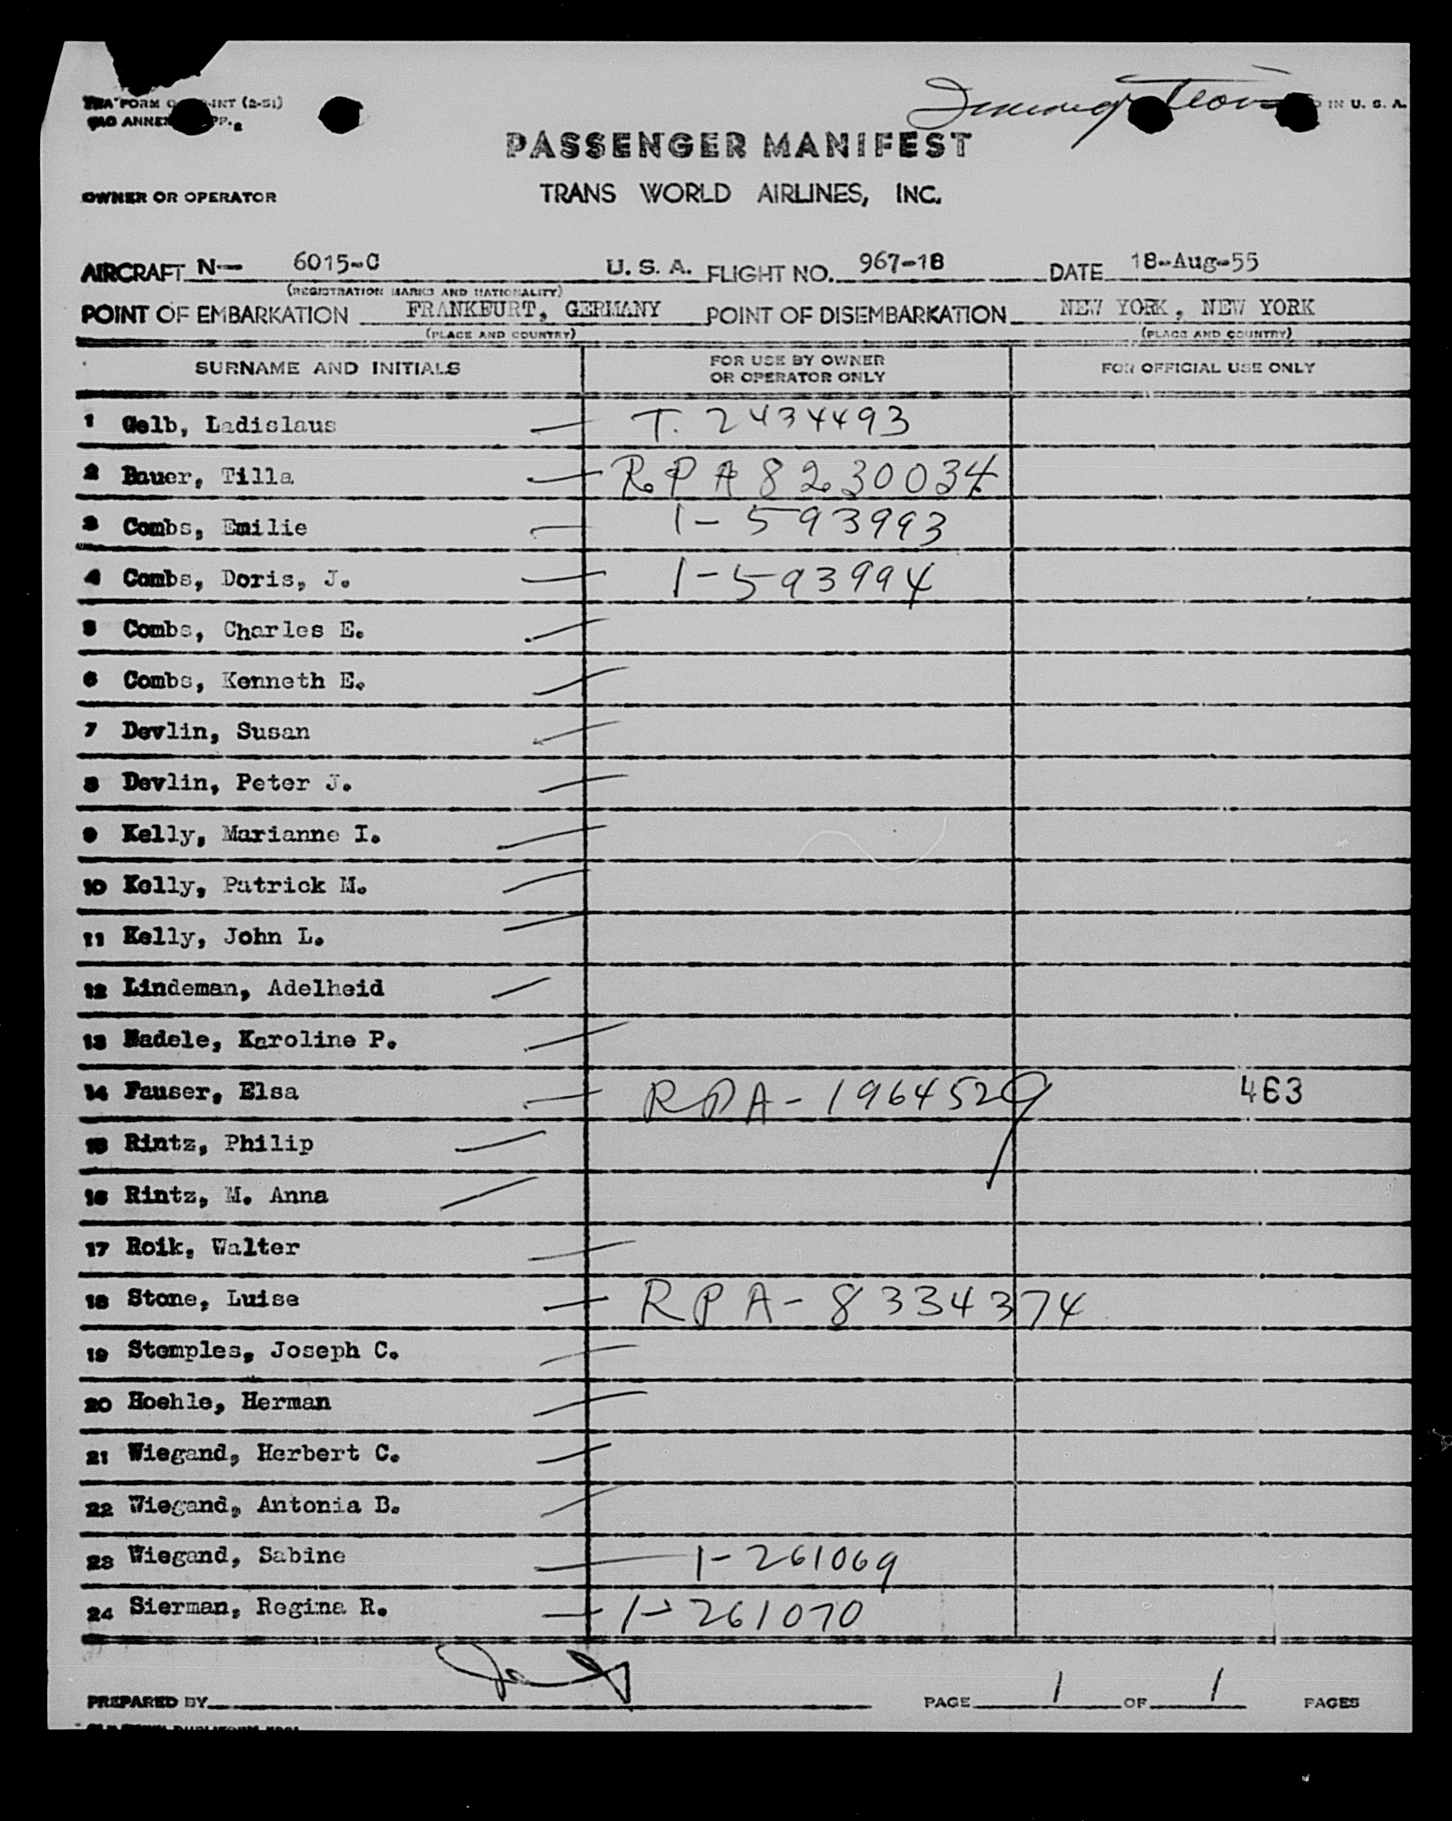 PASSENGER MANIFEST
TRANS WORLD AIRLINES, INC.
OWNER OR OPERATOR
AIRCRAFT N— 6015-C U. S. A. FLIGHT NO. 967-18 DATE 18-Aug-55
(REGISTRATION MARKS AND NATIONALITY)
POINT OF EMBARKATION FRANKFURT, GERMANY POINT OF DISEMBARKATION NEW YORK, NEW YORK
(PLACE AND COUNTRY) (PLACE AND COUNTRY)
SURNAME AND INITIALS FOR USE BY OWNER OR OPERATOR ONLY FOR OFFICIAL USE ONLY
1 Gelb, Ladislaus — T. 2434493
2 Bauer, Tilla — RPA 8230034
3 Combs, Emilie — 1-593993
4 Combs, Doris, J. — 1-593994
5 Combs, Charles E.
6 Combs, Kenneth E.
7 Devlin, Susan
8 Devlin, Peter J.
9 Kelly, Marianne I.
10 Kelly, Patrick M.
11 Kelly, John L.
12 Lindeman, Adelheid
13 Nadele, Karoline P.
14 Fauser, Elsa — RPA-1964529 463
15 Rintz, Philip
16 Rintz, M. Anna
17 Roik, Walter
18 Stone, Luise — RPA-8334374
19 Stemples, Joseph C.
20 Hoehle, Herman
21 Wiegand, Herbert C.
22 Wiegand, Antonia B.
23 Wiegand, Sabine — 1-261069
24 Sierman, Regina R. — 1-261070
PREPARED BY PAGE 1 OF 1 PAGES